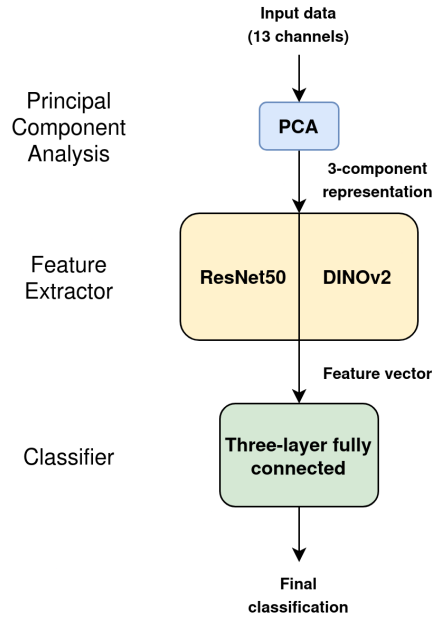 Input data
(13 channels)
Principal
Component
Analysis
PCA
3-component
representation
Feature
Extractor
ResNet50
DINOv2
Feature vector
Classifier
Three-layer fully
connected
Final
classification